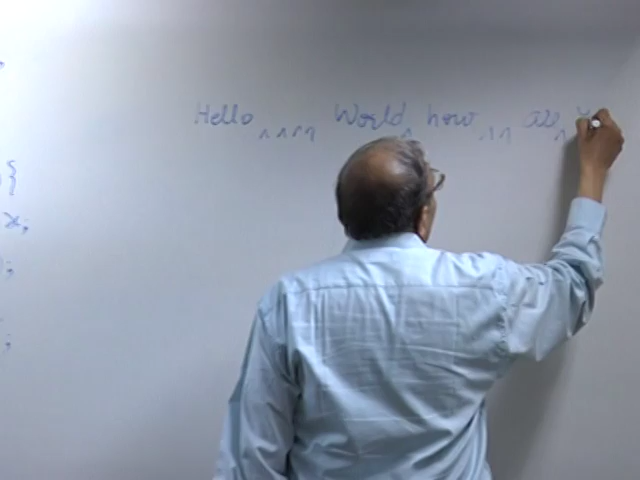 {
x;
;
;
Hello ^^^^ World ^ how ^^^ are ^ y